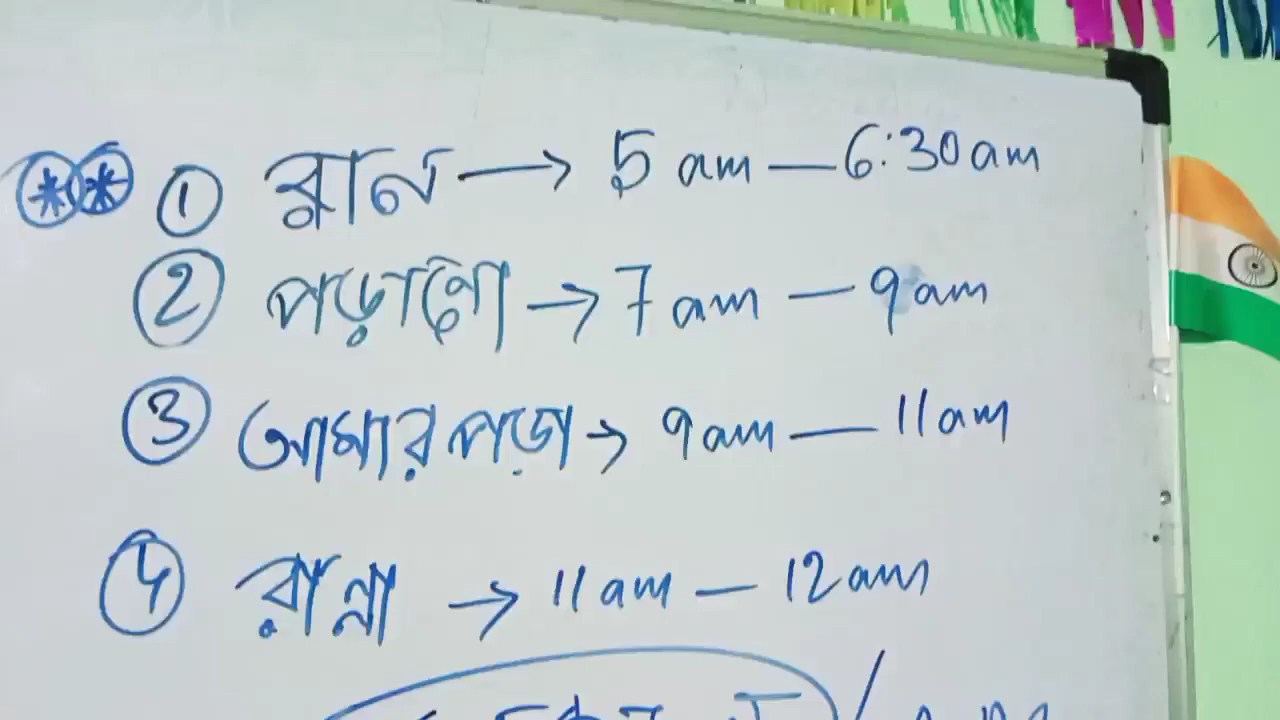 ① স্নান → 5 am — 6:30 am
② পড়ানো → 7 am — 9 am
③ আমার পড়া → 9 am — 11 am
④ রান্না → 11 am — 12 am